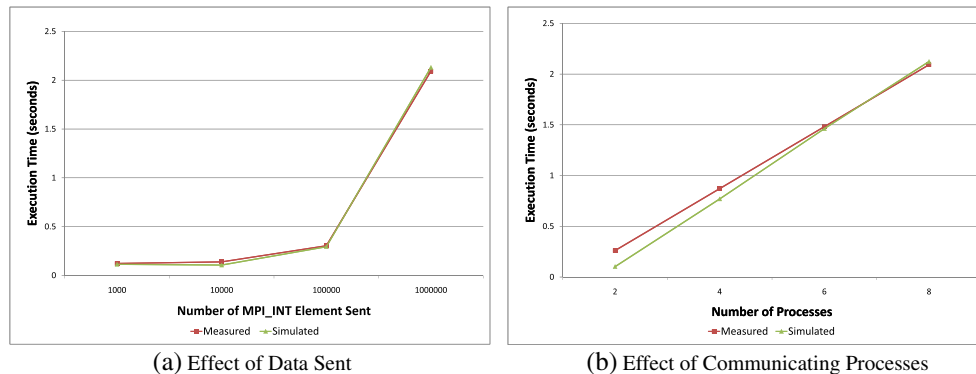 2.5
2
1.5
1
0.5
0
Execution Time (seconds)
1000 10000 100000 1000000
Number of MPI_INT Element Sent
Measured Simulated
(a) Effect of Data Sent
2.5
2
1.5
1
0.5
0
Execution Time (seconds)
2 4 6 8
Number of Processes
Measured Simulated
(b) Effect of Communicating Processes